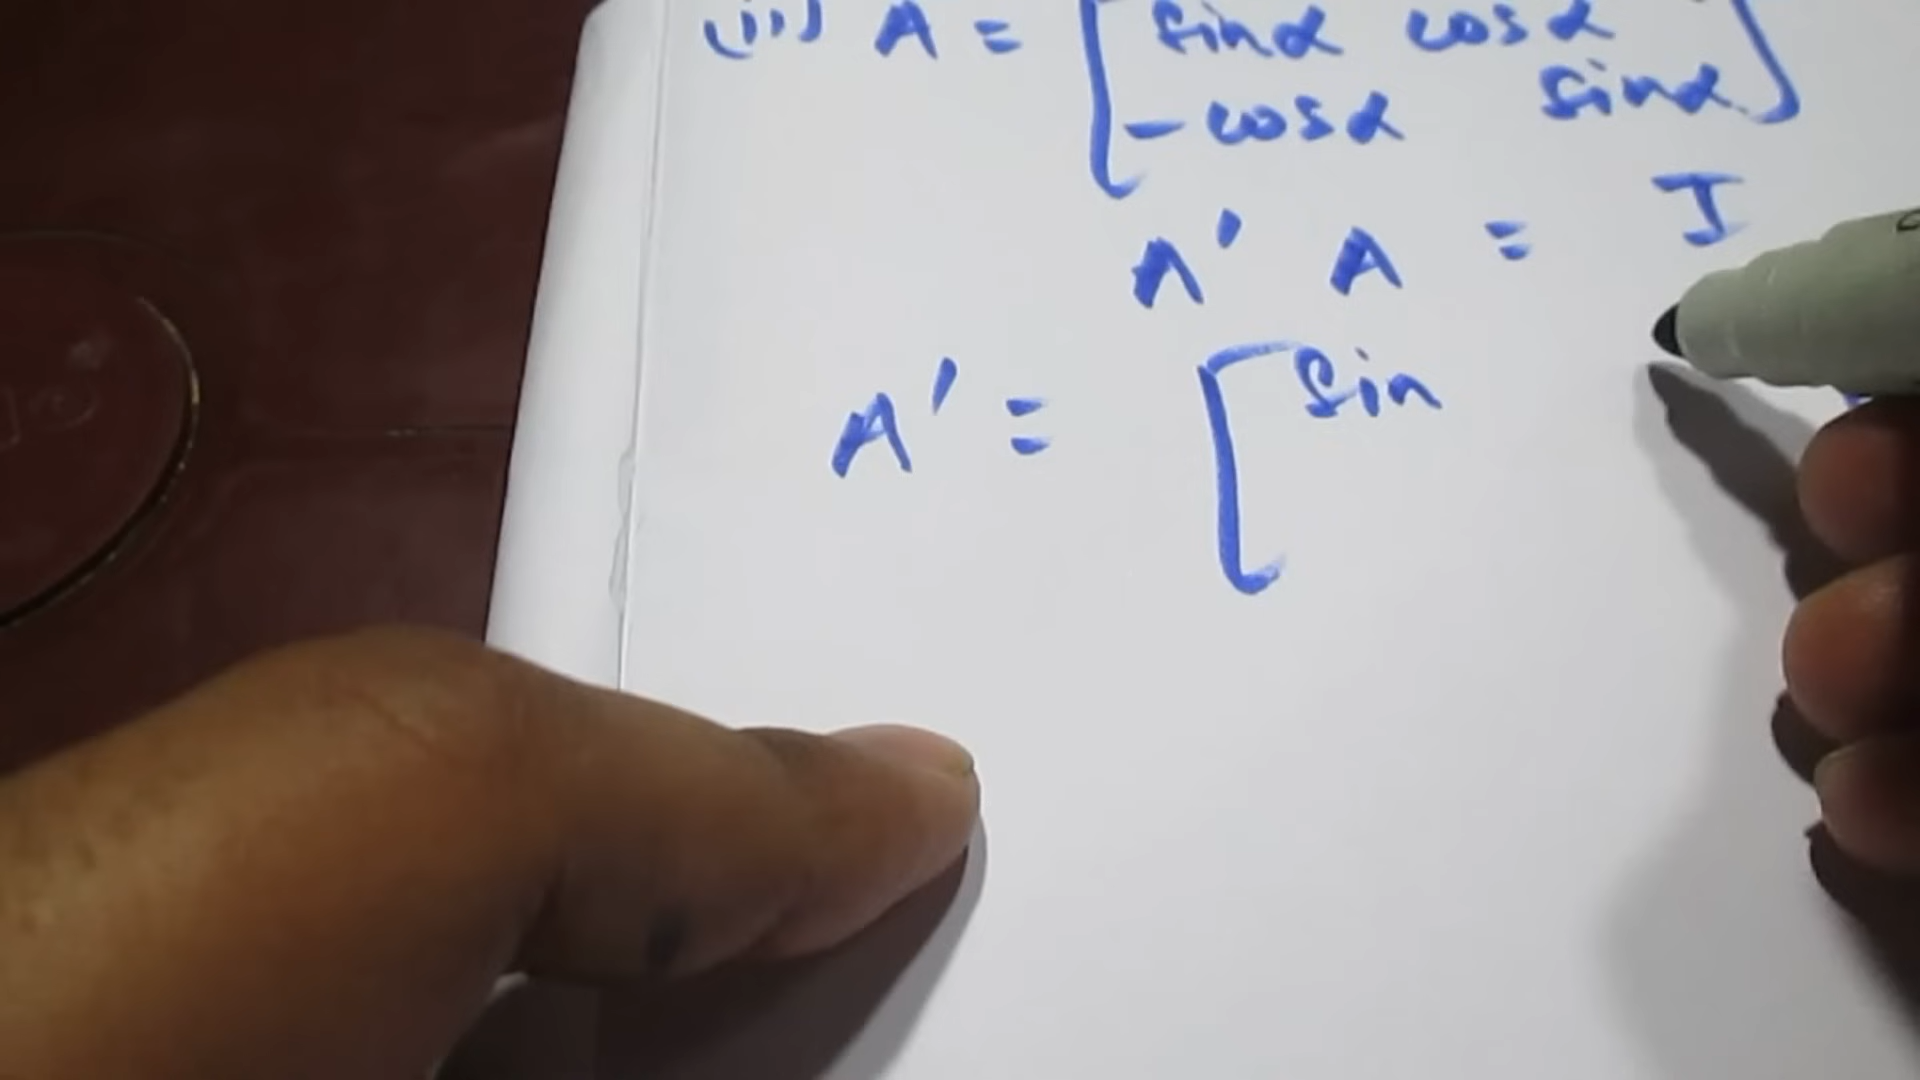 (ii) A = [ sinα cosα
-cosα sinα ]
A' A = I
A' = [ sin